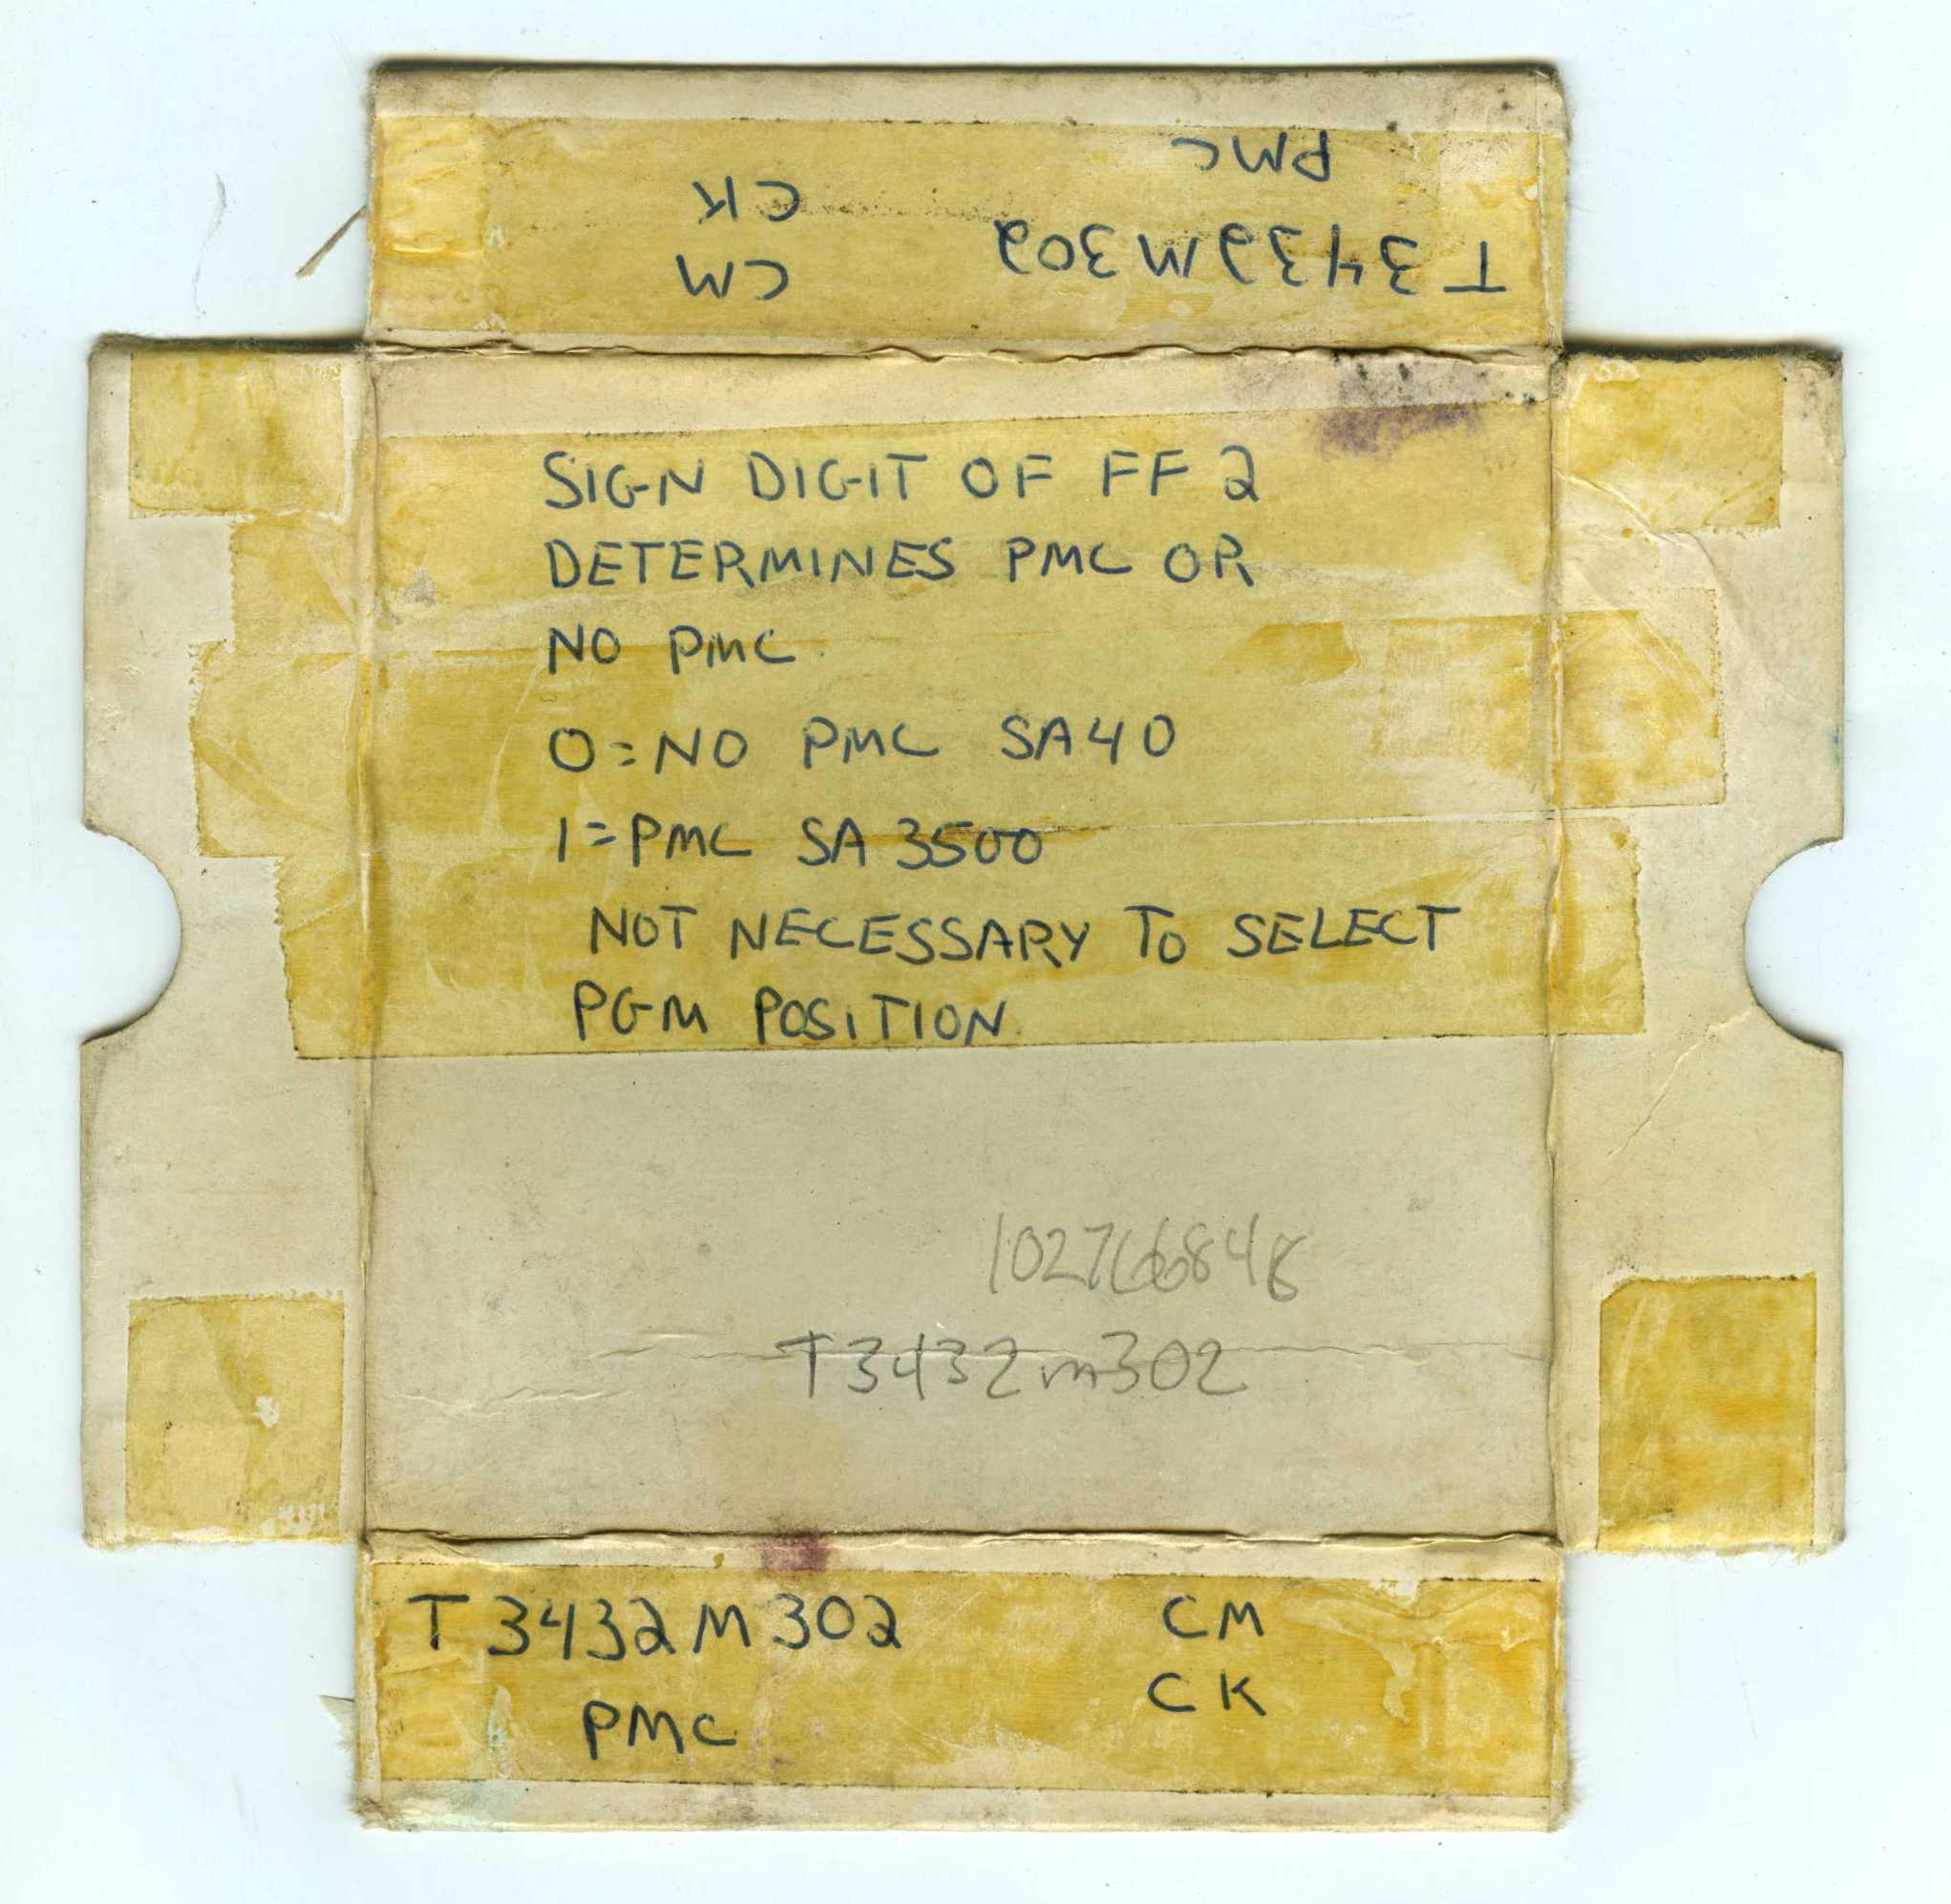 PMC
T3432M302
CK
CM
SIGN DIGIT OF FF 2
DETERMINES PMC OR
NO PMC.
0=NO PMC SA40
1=PMC SA 3500
NOT NECESSARY TO SELECT
PGM POSITION.
102766848
T3432m302
T3432M302
PMC
CM
CK